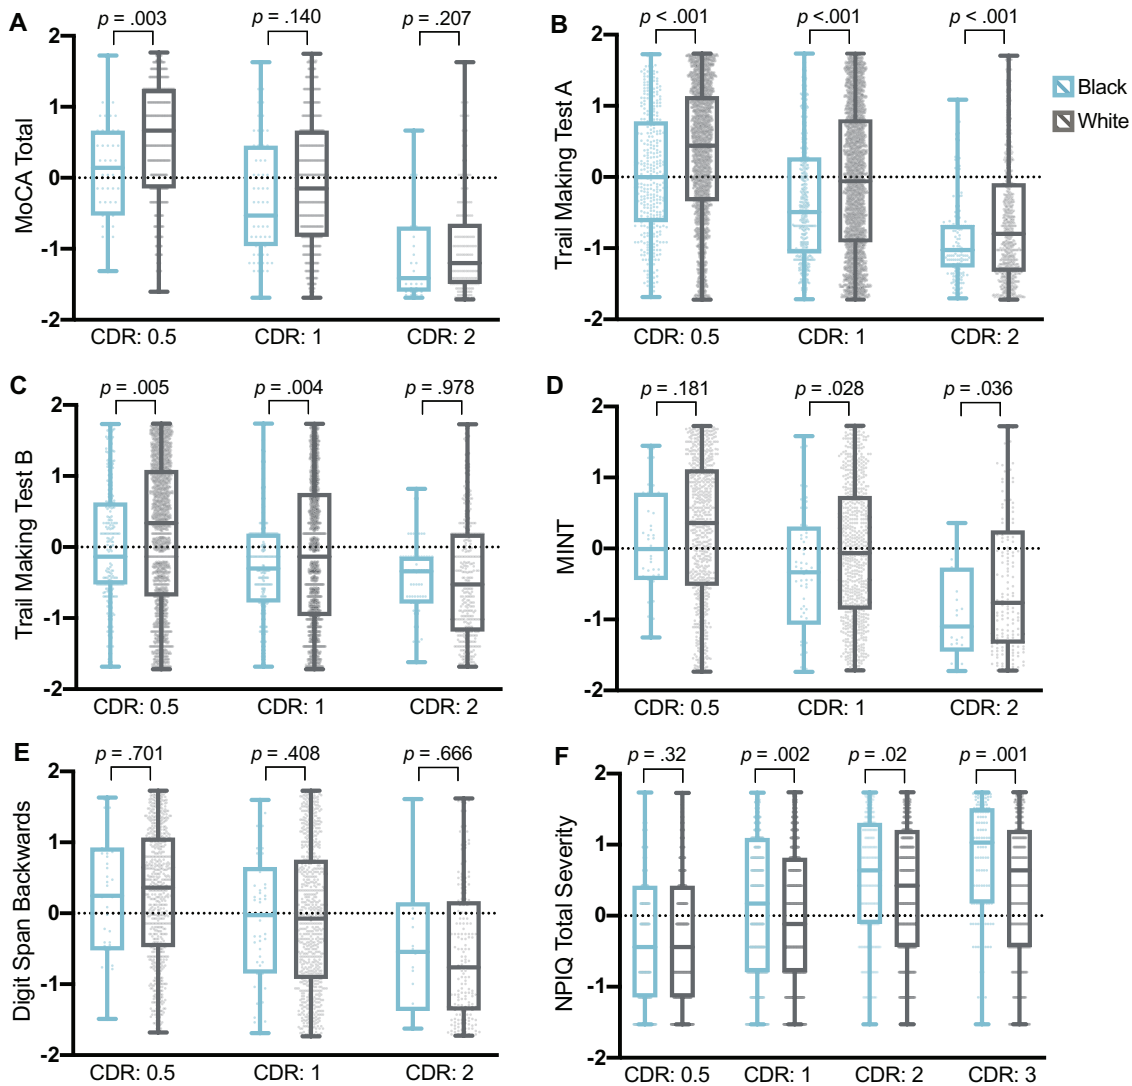 A
p = .003
p = .140
p = .207
MoCA Total
2
1
0
-1
-2
CDR: 0.5
CDR: 1
CDR: 2
B
p < .001
p <.001
p < .001
Trail Making Test A
2
1
0
-1
-2
CDR: 0.5
CDR: 1
CDR: 2
Black
White
C
p = .005
p = .004
p = .978
Trail Making Test B
2
1
0
-1
-2
CDR: 0.5
CDR: 1
CDR: 2
D
p = .181
p = .028
p = .036
MINT
2
1
0
-1
-2
CDR: 0.5
CDR: 1
CDR: 2
E
p = .701
p = .408
p = .666
Digit Span Backwards
2
1
0
-1
-2
CDR: 0.5
CDR: 1
CDR: 2
F
p = .32
p = .002
p = .02
p = .001
NPIQ Total Severity
2
1
0
-1
-2
CDR: 0.5
CDR: 1
CDR: 2
CDR: 3